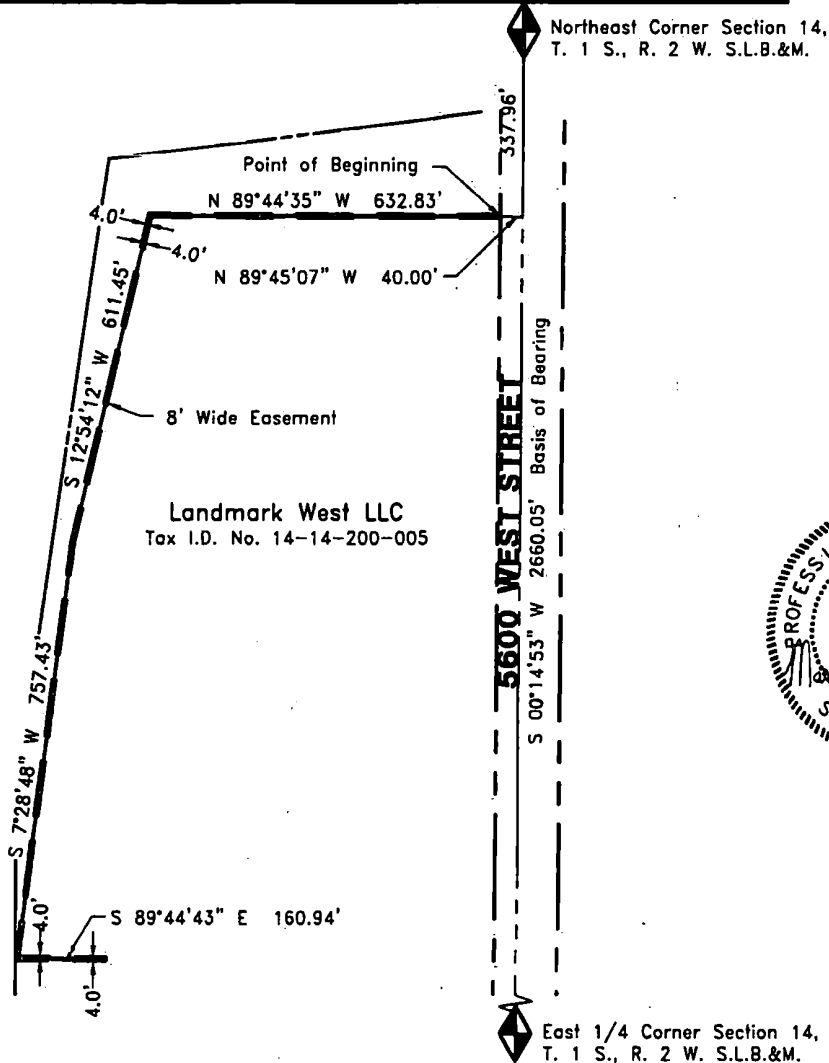 Northeast Corner Section 14,
T. 1 S., R. 2 W. S.L.B.&M.
337.96'
Point of Beginning
N 89°44'35" W 632.83'
4.0'
4.0'
N 89°45'07" W 40.00'
S 12°54'12" W 611.45'
8' Wide Easement
Landmark West LLC
Tax I.D. No. 14-14-200-005
5600 WEST STREET
S 00°14'53" W 2660.05' Basis of Bearing
S 7°28'48" W 757.43'
4.0'
S 89°44'43" E 160.94'
4.0'
East 1/4 Corner Section 14,
T. 1 S., R. 2 W. S.L.B.&M.